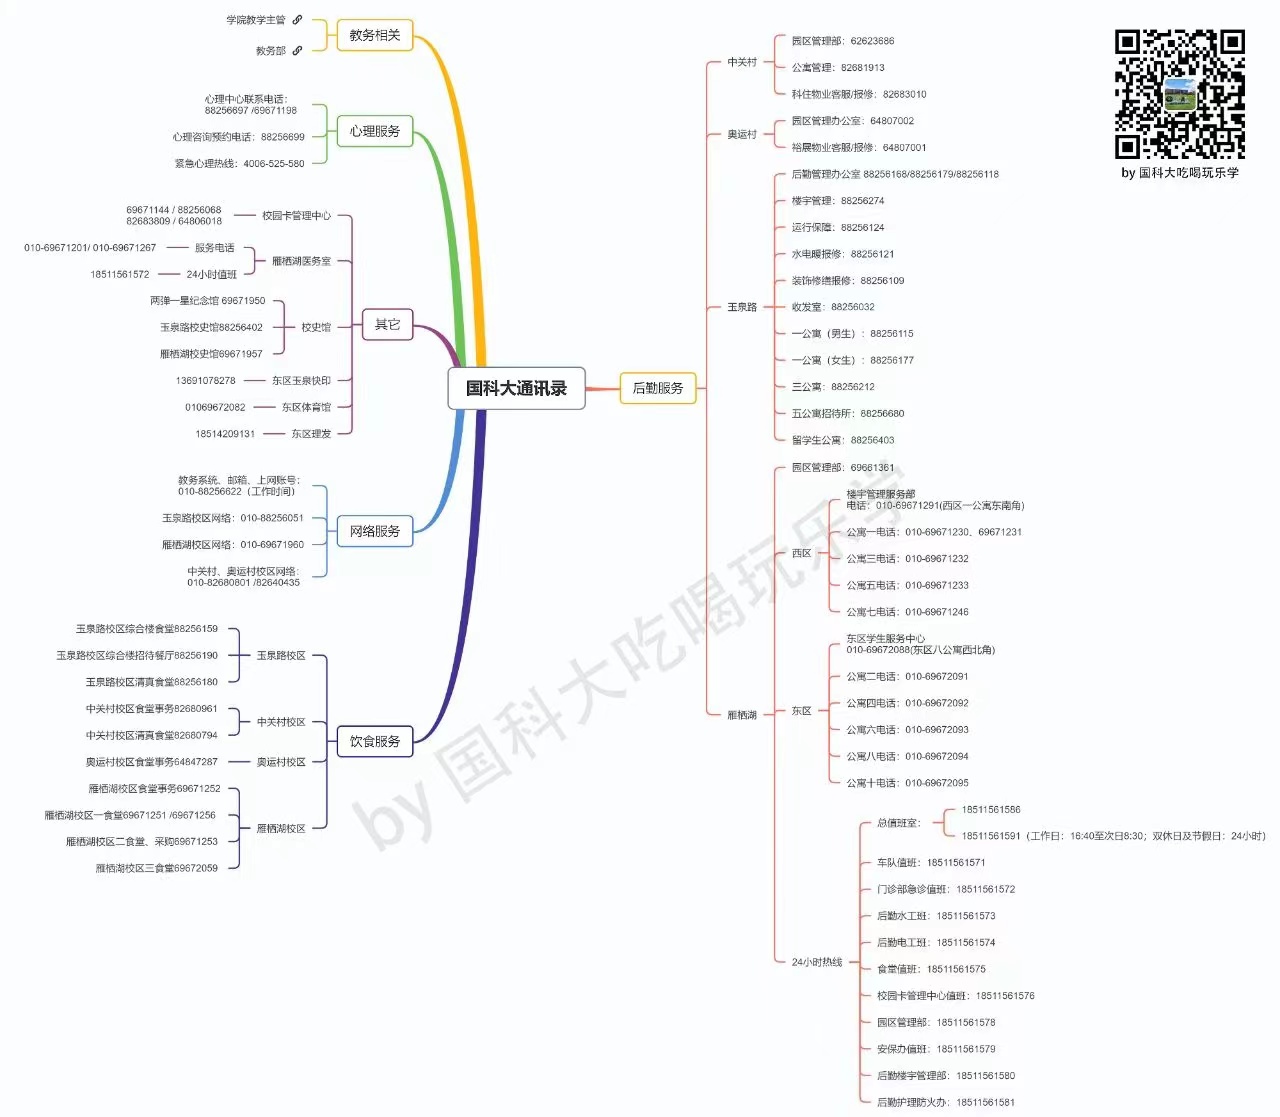 国科大通讯录
教务相关
学院教学主管
教务部
心理服务
心理中心联系电话：
88256697 /69671198
心理咨询预约电话：88256699
紧急心理热线：4006-525-580
其它
校园卡管理中心
69671144 / 88256068
82683809 / 64806018
雁栖湖医务室
服务电话
010-69671201/ 010-69671267
24小时值班
18511561572
校史馆
两弹一星纪念馆 69671950
玉泉路校史馆88256402
雁栖湖校史馆69671957
东区玉泉快印
13691078278
东区体育馆
01069672082
东区理发
18514209131
网络服务
教务系统、邮箱、上网账号：
010-88256622（工作时间）
玉泉路校区网络：010-88256051
雁栖湖校区网络：010-69671960
中关村、奥运村校区网络：
010-82680801 /82640435
饮食服务
玉泉路校区
玉泉路校区综合楼食堂88256159
玉泉路校区综合楼招待餐厅88256190
玉泉路校区清真食堂88256180
中关村校区
中关村校区食堂事务82680961
中关村校区清真食堂82680794
奥运村校区
奥运村校区食堂事务64847287
雁栖湖校区
雁栖湖校区食堂事务69671252
雁栖湖校区一食堂69671251 /69671256
雁栖湖校区二食堂、采购69671253
雁栖湖校区三食堂69672059
后勤服务
中关村
园区管理部：62623686
公寓管理：82681913
科住物业客服/报修：82683010
奥运村
园区管理办公室：64807002
裕展物业客服/报修：64807001
玉泉路
后勤管理办公室 88256168/88256179/88256118
楼宇管理：88256274
运行保障：88256124
水电暖报修：88256121
装饰修缮报修：88256109
收发室：88256032
一公寓（男生）：88256115
一公寓（女生）：88256177
三公寓：88256212
五公寓招待所：88256680
留学生公寓：88256403
雁栖湖
园区管理部：69661361
西区
楼宇管理服务部
电话：010-69671291(西区一公寓东南角)
公寓一电话：010-69671230、69671231
公寓三电话：010-69671232
公寓五电话：010-69671233
公寓七电话：010-69671246
东区
东区学生服务中心
010-69672088(东区八公寓西北角)
公寓二电话：010-69672091
公寓四电话：010-69672092
公寓六电话：010-69672093
公寓八电话：010-69672094
公寓十电话：010-69672095
24小时热线
总值班室：
18511561586
18511561591（工作日：16:40至次日8:30；双休日及节假日：24小时）
车队值班：18511561571
门诊部急诊值班：18511561572
后勤水工班：18511561573
后勤电工班：18511561574
食堂值班：18511561575
校园卡管理中心值班：18511561576
园区管理部：18511561578
安保办值班：18511561579
后勤楼宇管理部：18511561580
后勤护理防火办：18511561581
by 国科大吃喝玩乐学
by 国科大吃喝玩乐学